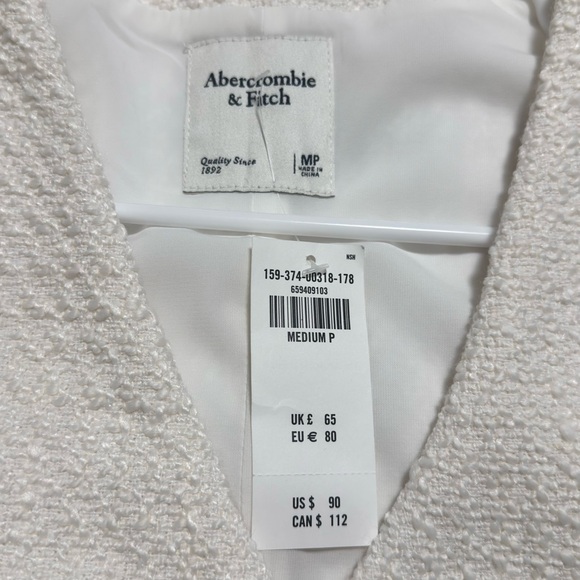 Abercrombie
& Fitch
Quality Since
1892
MP
MADE IN
CHINA
NSH
159-374-00318-178
659409103
MEDIUM P
UK £ 65
EU € 80
US $ 90
CAN $ 112